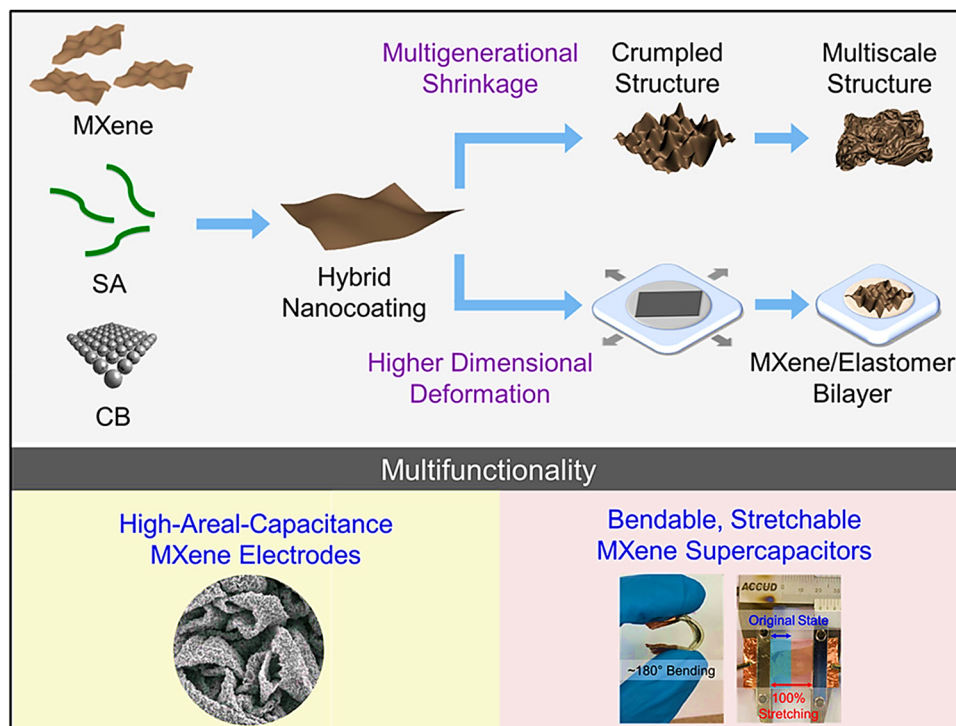 MXene
SA
CB
Hybrid
Nanocoating
Multigenerational
Shrinkage
Crumpled
Structure
Multiscale
Structure
Higher Dimensional
Deformation
MXene/Elastomer
Bilayer
Multifunctionality
High-Areal-Capacitance
MXene Electrodes
Bendable, Stretchable
MXene Supercapacitors
~180° Bending
ACCUD
Original State
100%
Stretching